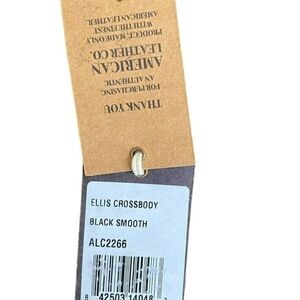 THANK YOU
FOR PURCHASING
AN AUTHENTIC
AMERICAN
LEATHER CO.
PRODUCT, MADE ONLY
WITH THE FINEST
AMERICAN LEATHER.
ELLIS CROSSBODY
BLACK SMOOTH
ALC2266
8 42503 14048